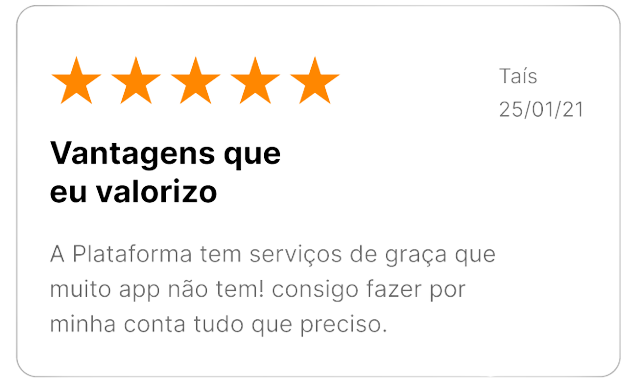 Taís
25/01/21
Vantagens que
eu valorizo
A Plataforma tem serviços de graça que
muito app não tem! consigo fazer por
minha conta tudo que preciso.